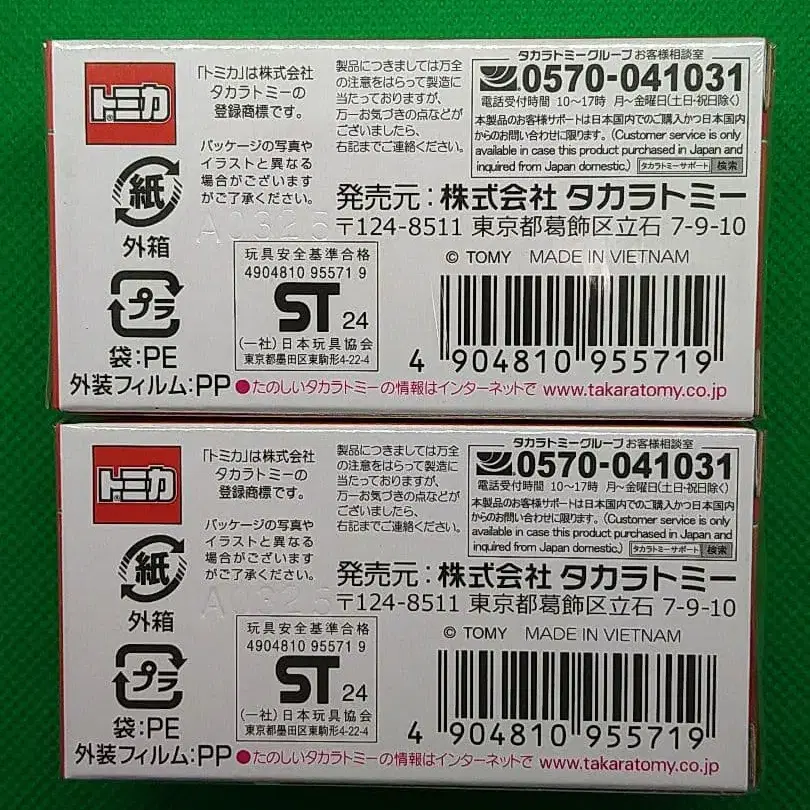 トミカ
「トミカ」は株式会社
タカラトミーの
登録商標です。
パッケージの写真や
イラストと異なる
場合がございます
がご了承ください。
製品につきましては万全
の注意をはらって製造に
当たっておりますが、
万一お気づきの点などが
ございましたら、
右記までご連絡ください。
タカラトミーグループ お客様相談室
0570-041031
電話受付時間 10〜17時 月〜金曜日(土日・祝日除く)
本製品のお客様サポートは日本国内でのご購入かつ日本国内
からのお問い合わせに限ります。(Customer service is only
available in case this product purchased in Japan and
inquired from Japan domestic.) タカラトミーサポート 検索
発売元:株式会社 タカラトミー
〒124-8511 東京都葛飾区立石 7-9-10
© TOMY MADE IN VIETNAM
紙
外箱
プラ
袋:PE
外装フィルム:PP
A0325
玩具安全基準合格
4904810 95571 9
ST 24
(一社)日本玩具協会
東京都墨田区東駒形4-22-4
4 904810 955719
●たのしいタカラトミーの情報はインターネットで www.takaratomy.co.jp
トミカ
「トミカ」は株式会社
タカラトミーの
登録商標です。
パッケージの写真や
イラストと異なる
場合がございます
がご了承ください。
製品につきましては万全
の注意をはらって製造に
当たっておりますが、
万一お気づきの点などが
ございましたら、
右記までご連絡ください。
タカラトミーグループ お客様相談室
0570-041031
電話受付時間 10〜17時 月〜金曜日(土日・祝日除く)
本製品のお客様サポートは日本国内でのご購入かつ日本国内
からのお問い合わせに限ります。(Customer service is only
available in case this product purchased in Japan and
inquired from Japan domestic.) タカラトミーサポート 検索
発売元:株式会社 タカラトミー
〒124-8511 東京都葛飾区立石 7-9-10
© TOMY MADE IN VIETNAM
紙
外箱
プラ
袋:PE
外装フィルム:PP
A0325
玩具安全基準合格
4904810 95571 9
ST 24
(一社)日本玩具協会
東京都墨田区東駒形4-22-4
4 904810 955719
●たのしいタカラトミーの情報はインターネットで www.takaratomy.co.jp